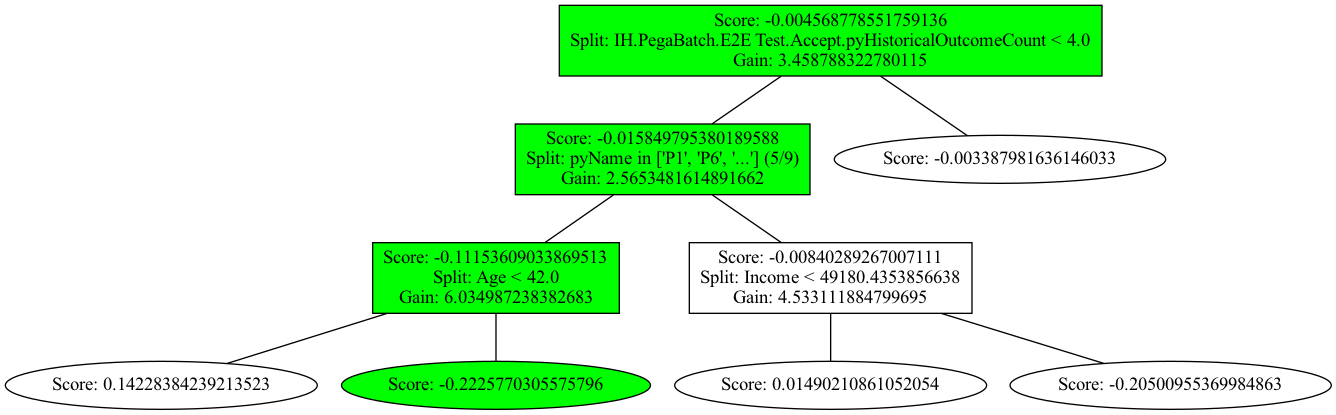 Score: -0.004568778551759136
Split: IH.PegaBatch.E2E Test.Accept.pyHistoricalOutcomeCount < 4.0
Gain: 3.458788322780115
Score: -0.015849795380189588
Split: pyName in ['P1', 'P6', '...'] (5/9)
Gain: 2.5653481614891662
Score: -0.003387981636146033
Score: -0.11153609033869513
Split: Age < 42.0
Gain: 6.034987238382683
Score: -0.00840289267007111
Split: Income < 49180.4353856638
Gain: 4.533111884799695
Score: 0.14228384239213523
Score: -0.2225770305575796
Score: 0.01490210861052054
Score: -0.20500955369984863